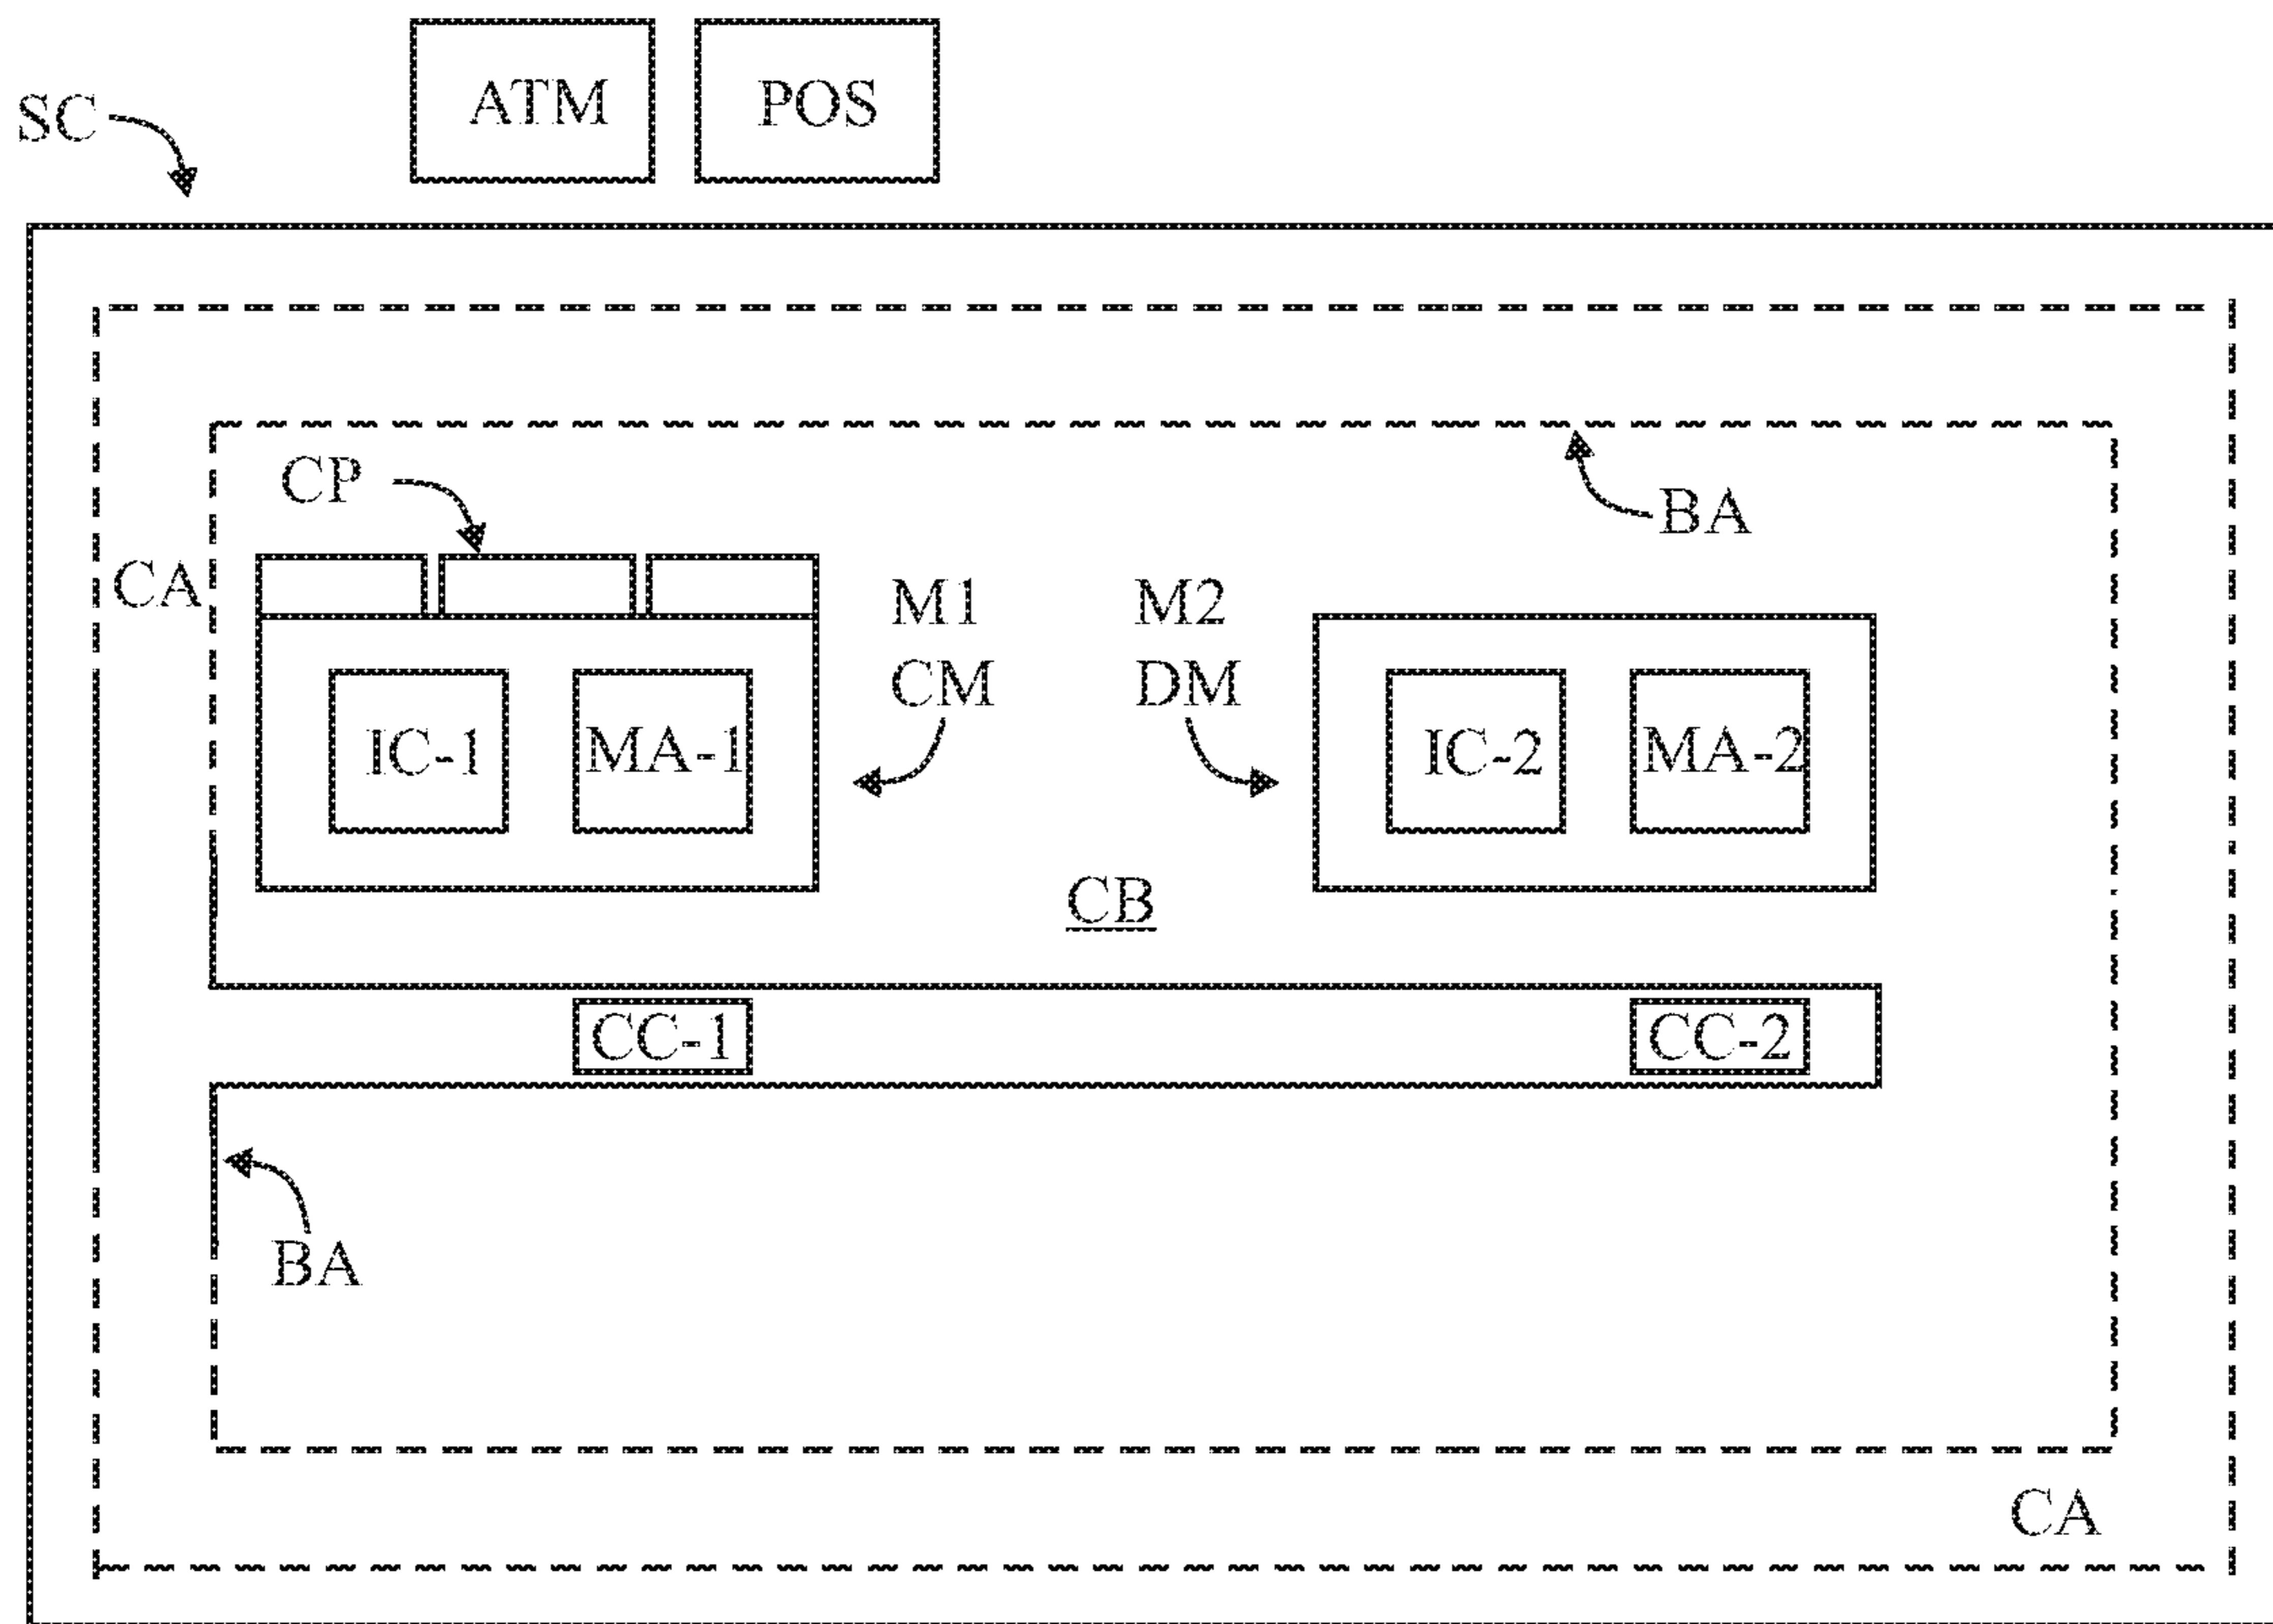 ATM POS
SC
CP
BA
CA
M1 M2
CM DM
IC-1 MA-1 IC-2 MA-2
CB
CC-1 CC-2
BA
CA